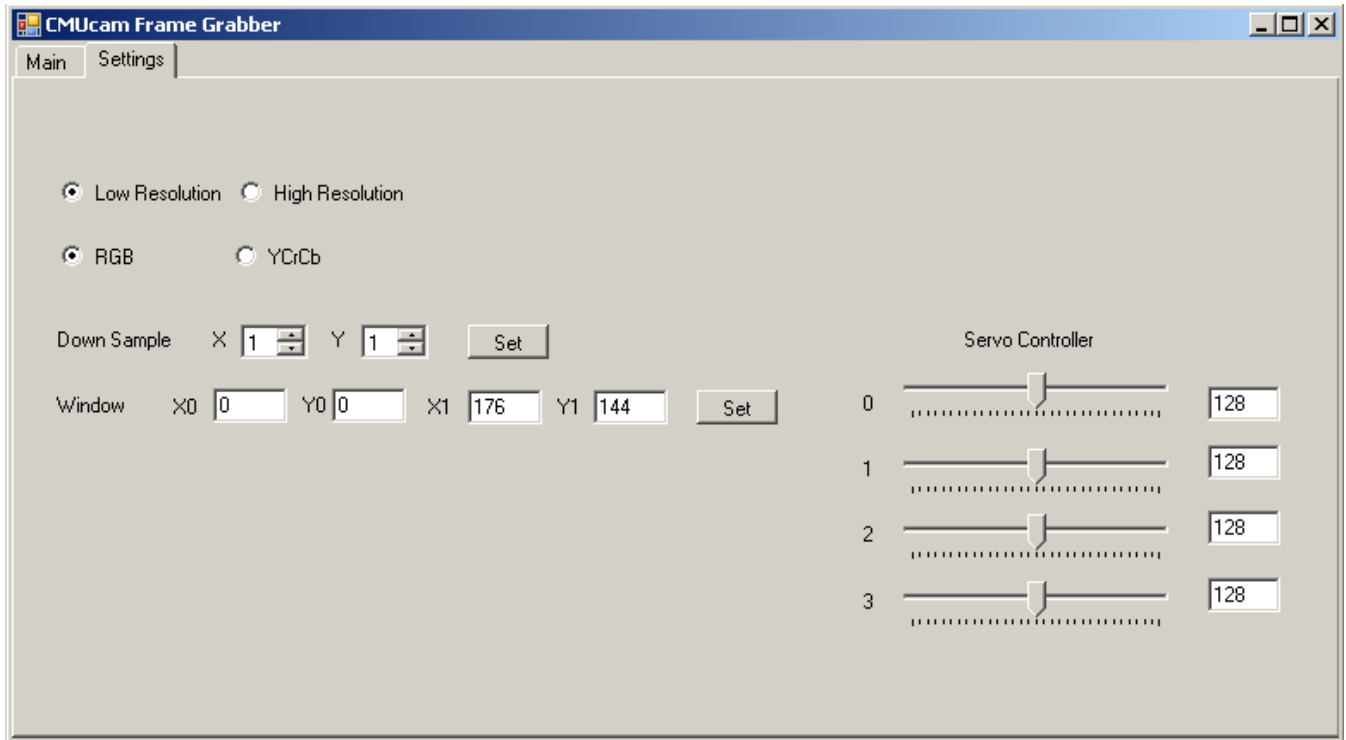 CMUcam Frame Grabber
Main Settings
Low Resolution High Resolution
RGB YCrCb
Down Sample X 1 Y 1 Set
Servo Controller
Window X0 0 Y0 0 X1 176 Y1 144 Set
0 128
1 128
2 128
3 128